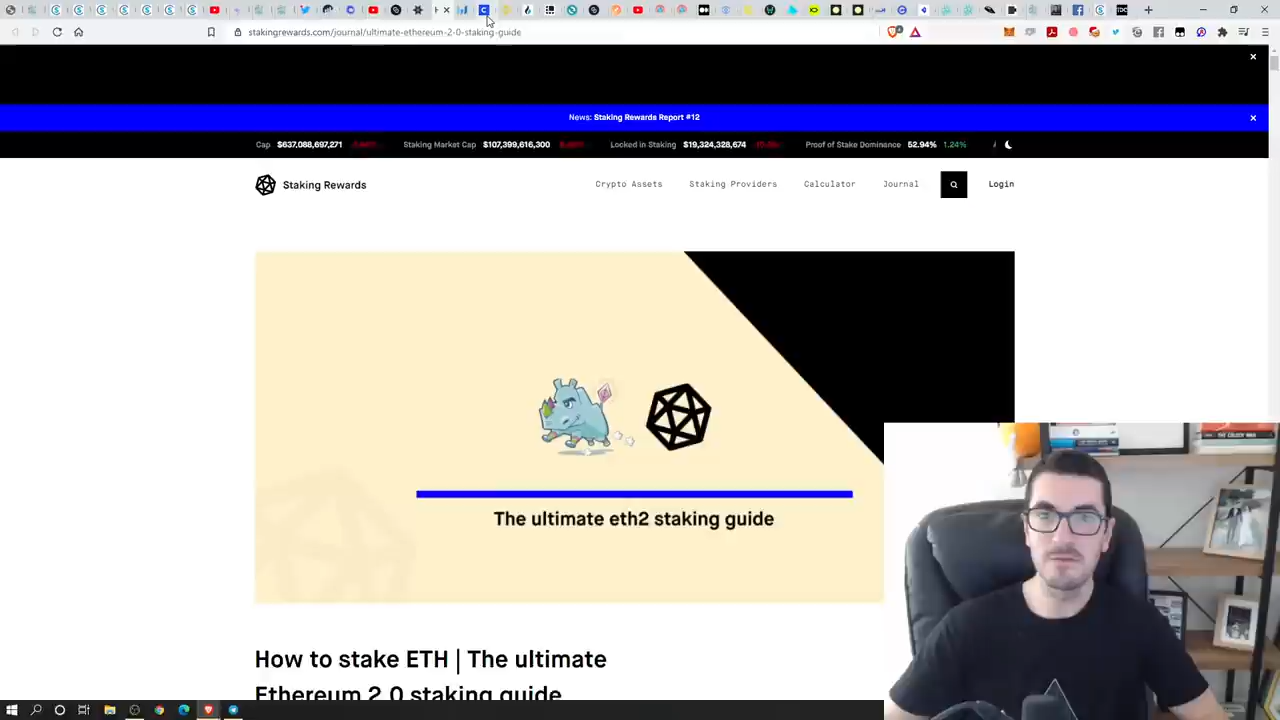 stakingrewards.com/journal/ultimate-ethereum-2-0-staking-guide
News: Staking Rewards Report #12
Cap $637,088,697,271
Staking Market Cap $107,399,616,300
Locked in Staking $19,324,328,674
Proof of Stake Dominance 52.94% 1.24%
Staking Rewards
Crypto Assets
Staking Providers
Calculator
Journal
Login
The ultimate eth2 staking guide
How to stake ETH | The ultimate
Ethereum 2.0 staking guide